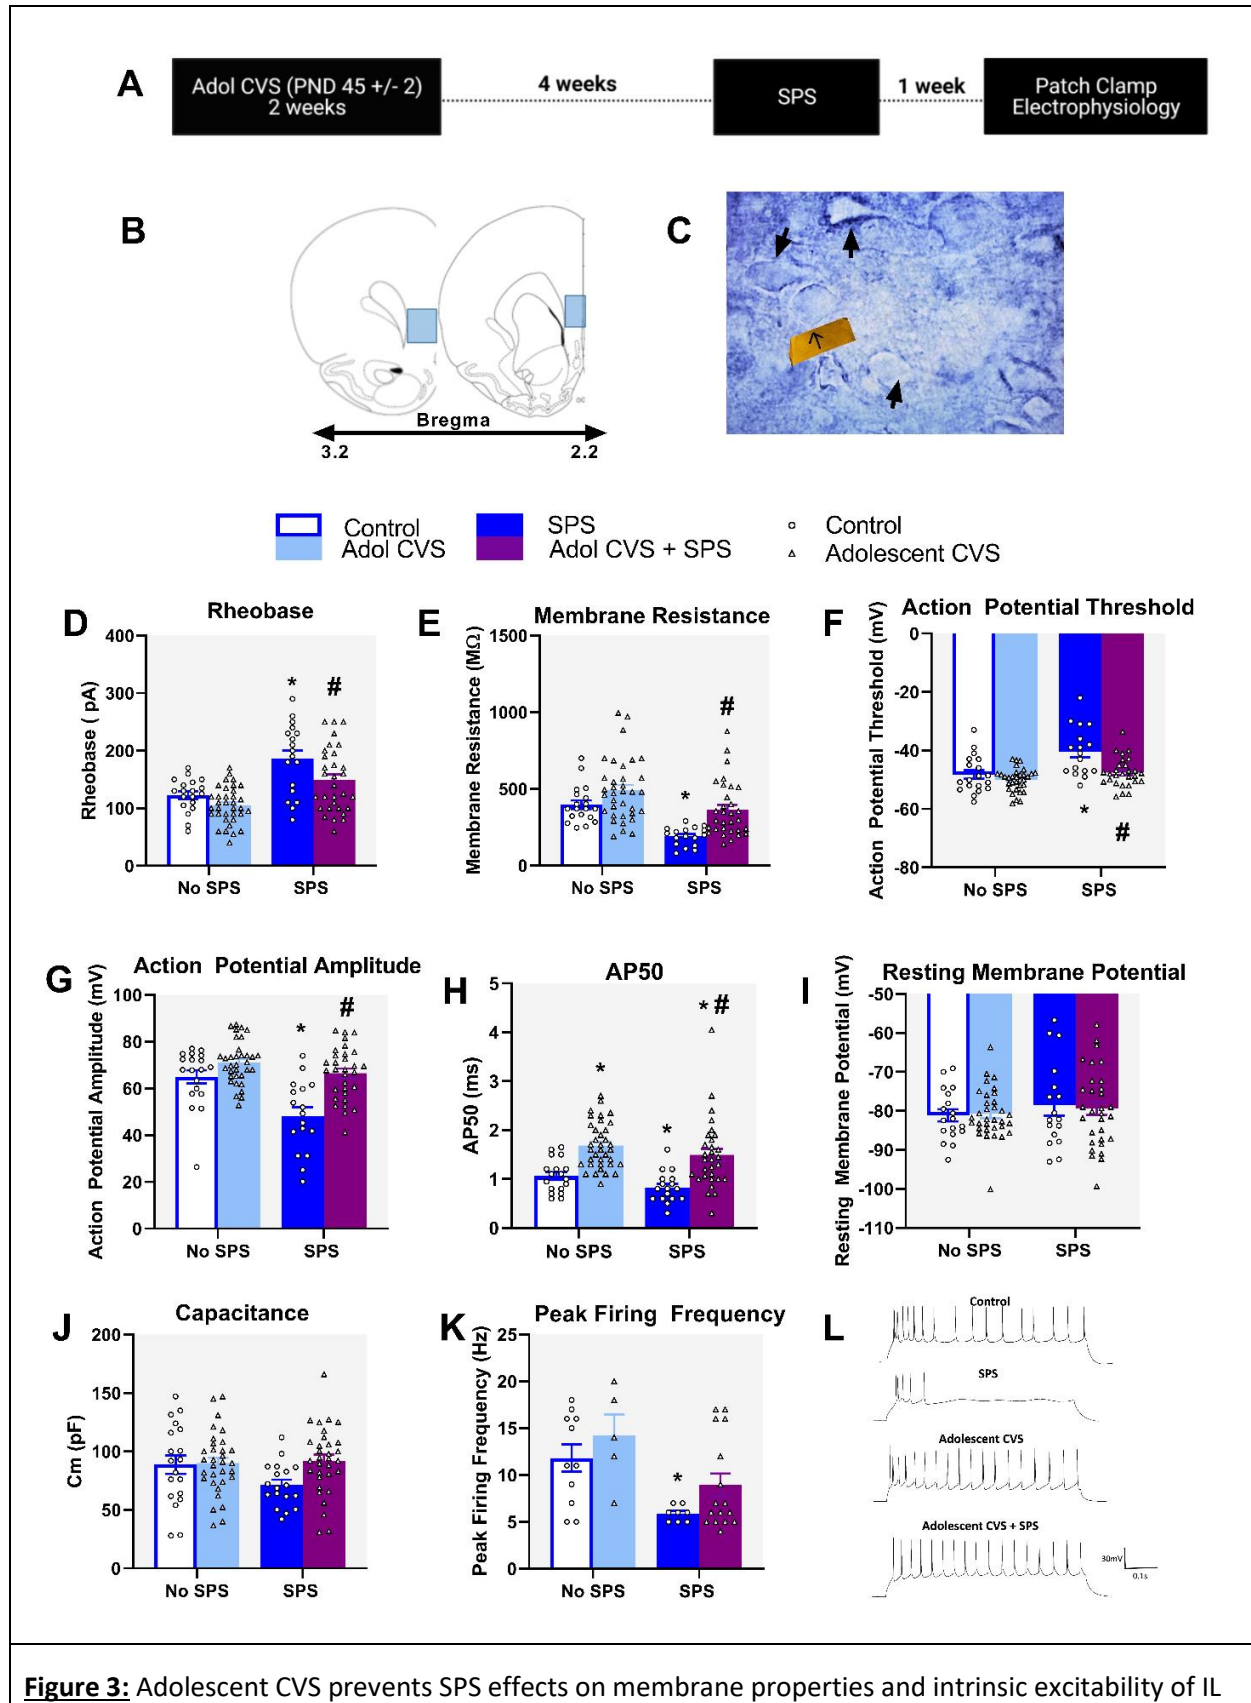 A
Adol CVS (PND 45 +/- 2)
2 weeks
4 weeks
SPS
1 week
Patch Clamp
Electrophysiology
B
Bregma
3.2 2.2
C
Control SPS Control
Adol CVS Adol CVS + SPS Adolescent CVS
D
Rheobase
Rheobase ( pA)
400
300
*
#
200
100
0
No SPS SPS
E
Membrane Resistance
Membrane Resistance (MΩ)
1500
1000
#
*
500
0
No SPS SPS
F
Action Potential Threshold
Action Potential Threshold (mV)
0
-20
-40
-60
*
#
-80
No SPS SPS
G
Action Potential Amplitude
Action Potential Amplitude (mV)
100
#
*
80
60
40
20
0
No SPS SPS
H
AP50
AP50 (ms)
5
* #
4
*
3
*
2
1
0
No SPS SPS
I
Resting Membrane Potential
Resting Membrane Potential (mV)
-50
-60
-70
-80
-90
-100
-110
No SPS SPS
J
Capacitance
Cm (pF)
200
150
100
50
0
No SPS SPS
K
Peak Firing Frequency
Peak Firing Frequency (Hz)
25
20
15
10
*
5
0
No SPS SPS
L
Control
SPS
Adolescent CVS
Adolescent CVS + SPS
30mV
0.1s
Figure 3: Adolescent CVS prevents SPS effects on membrane properties and intrinsic excitability of IL